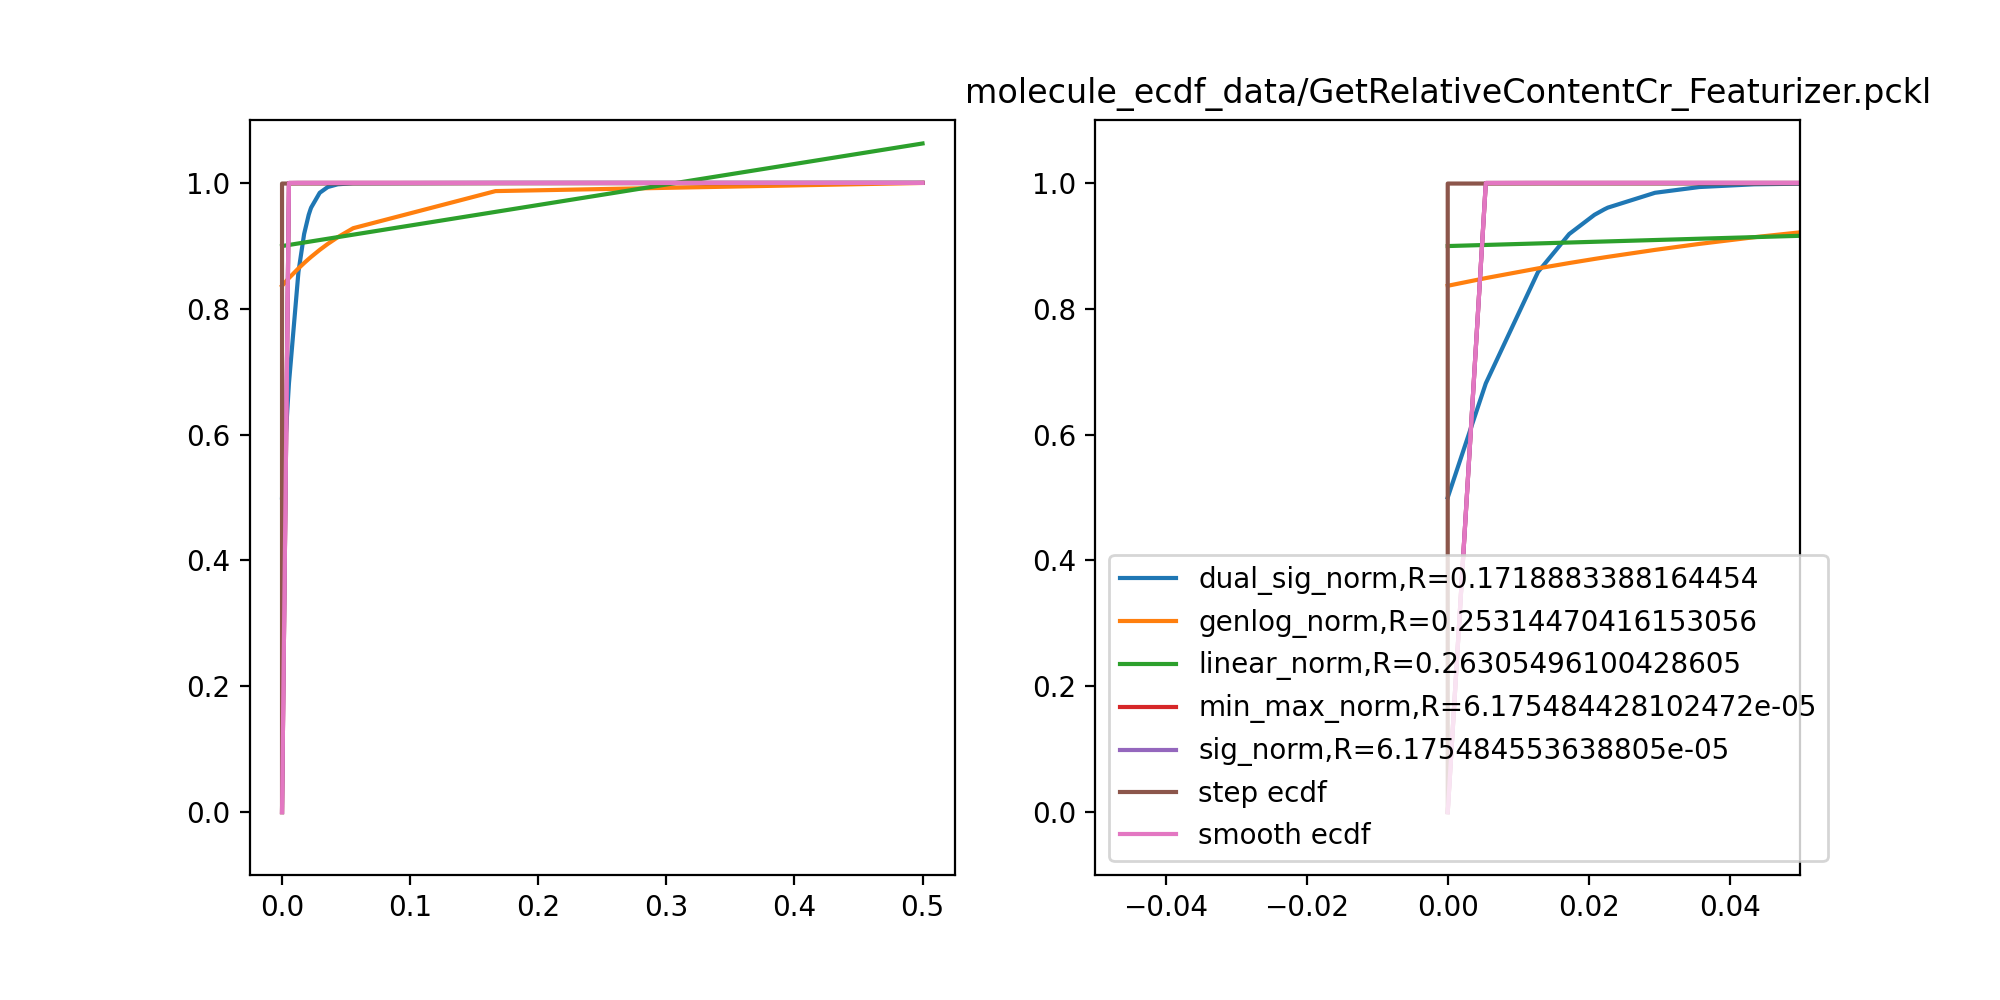 molecule_ecdf_data/GetRelativeContentCr_Featurizer.pckl
1.0
0.8
0.6
0.4
0.2
0.0
0.0 0.1 0.2 0.3 0.4 0.5
1.0
0.8
0.6
0.4
0.2
0.0
−0.04 −0.02 0.00 0.02 0.04
dual_sig_norm,R=0.1718883388164454
genlog_norm,R=0.25314470416153056
linear_norm,R=0.26305496100428605
min_max_norm,R=6.175484428102472e-05
sig_norm,R=6.175484553638805e-05
step ecdf
smooth ecdf